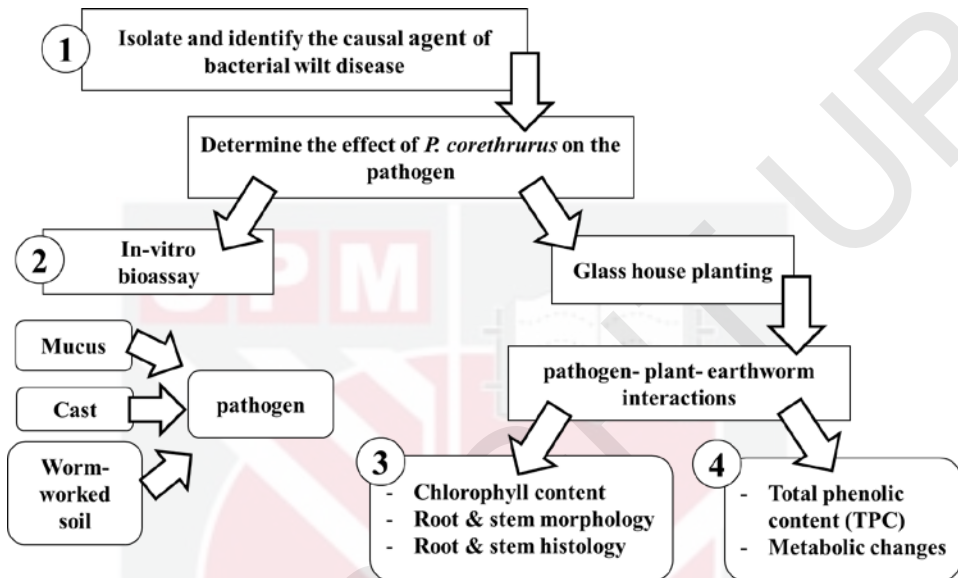 1
Isolate and identify the causal agent of
bacterial wilt disease
Determine the effect of P. corethrurus on the
pathogen
2
In-vitro
bioassay
Glass house planting
Mucus
Cast
Worm-
worked
soil
pathogen
pathogen- plant- earthworm
interactions
3
- Chlorophyll content
- Root & stem morphology
- Root & stem histology
4
- Total phenolic
content (TPC)
- Metabolic changes
UPM